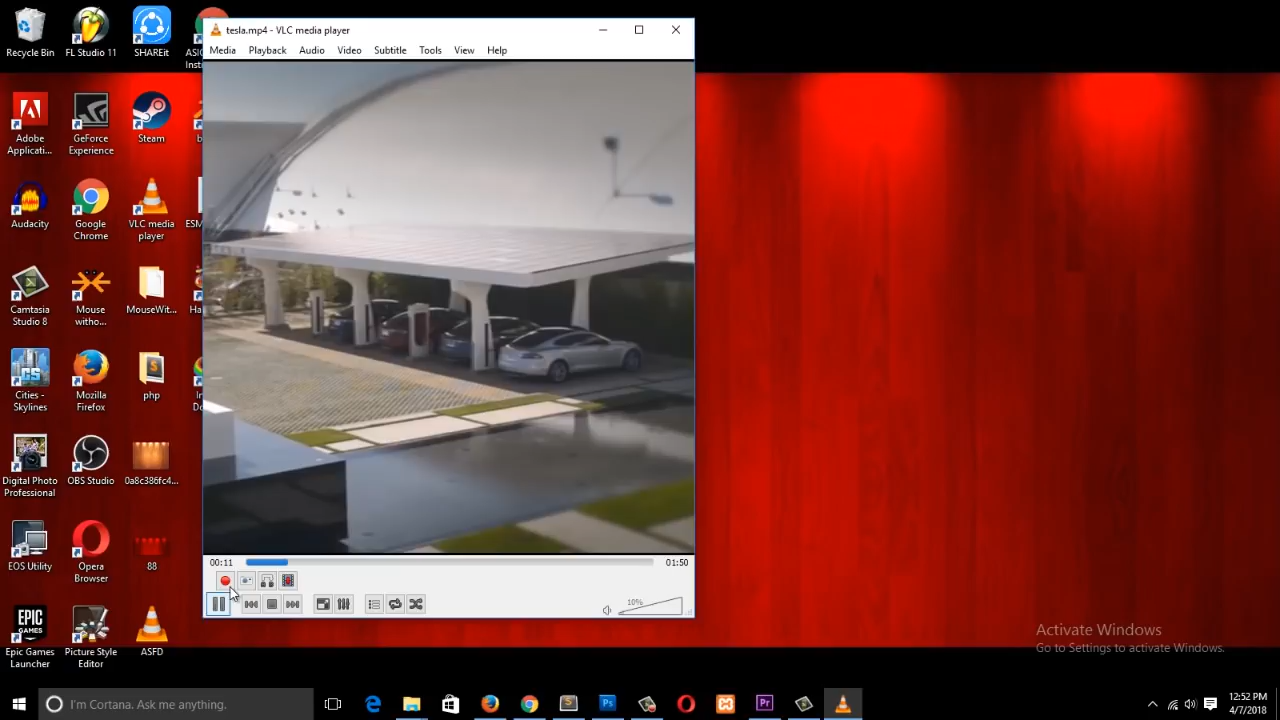 tesla.mp4 - VLC media player
Media Playback Audio Video Subtitle Tools View Help
Recycle Bin
FL Studio 11
SHAREit
Adobe Applicati...
GeForce Experience
Steam
Audacity
Google Chrome
VLC media player
Camtasia Studio 8
Mouse witho...
MouseWit...
Cities - Skylines
Mozilla Firefox
php
Digital Photo Professional
OBS Studio
0a8c386fc4...
EOS Utility
Opera Browser
88
Epic Games Launcher
Picture Style Editor
ASFD
00:11
01:50
10%
Activate Windows
Go to Settings to activate Windows.
I'm Cortana. Ask me anything.
12:52 PM
4/7/2018